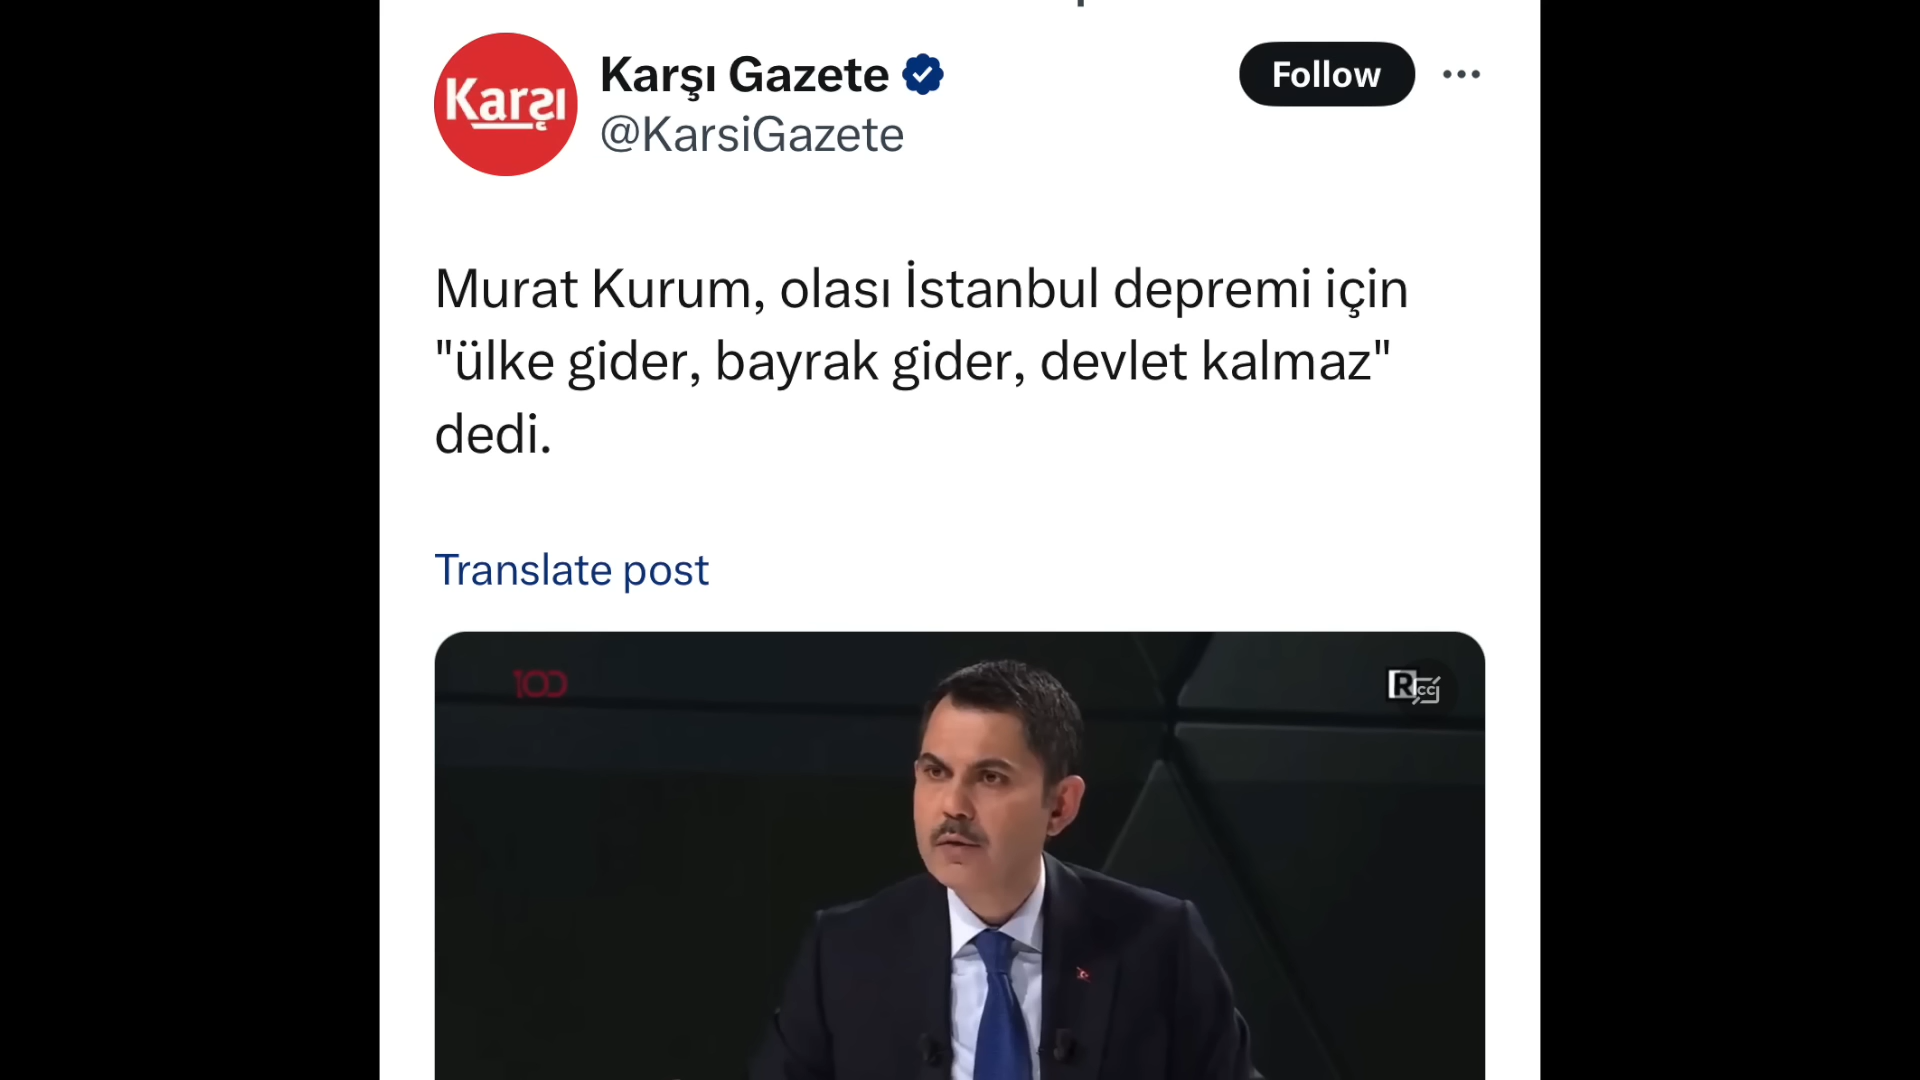 Karşı
Karşı Gazete
@KarsiGazete
Follow
Murat Kurum, olası İstanbul depremi için
"ülke gider, bayrak gider, devlet kalmaz"
dedi.
Translate post
100
R
CC